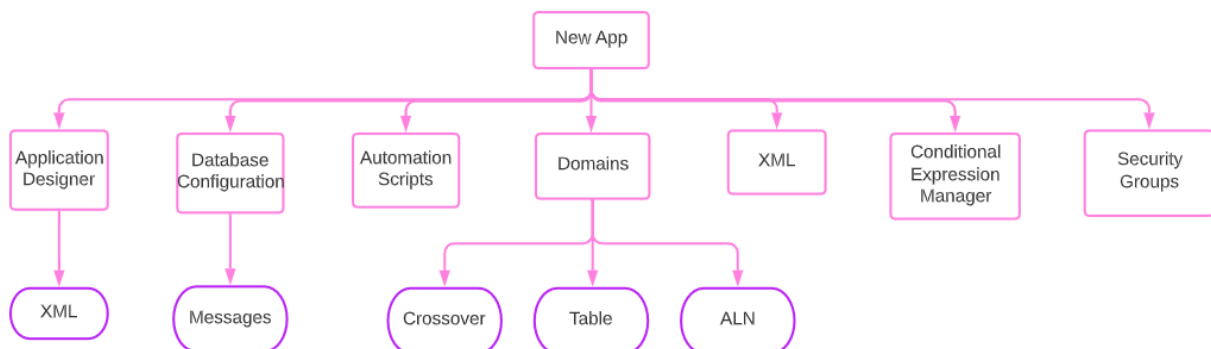 New App
Application
Designer
Database
Configuration
Automation
Scripts
Domains
XML
Conditional
Expression
Manager
Security
Groups
XML
Messages
Crossover
Table
ALN